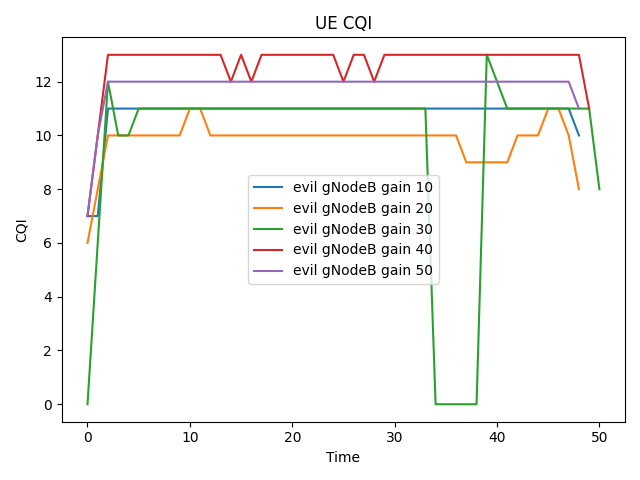 UE CQI
CQI
12
10
8
6
4
2
0
evil gNodeB gain 10
evil gNodeB gain 20
evil gNodeB gain 30
evil gNodeB gain 40
evil gNodeB gain 50
0 10 20 30 40 50
Time